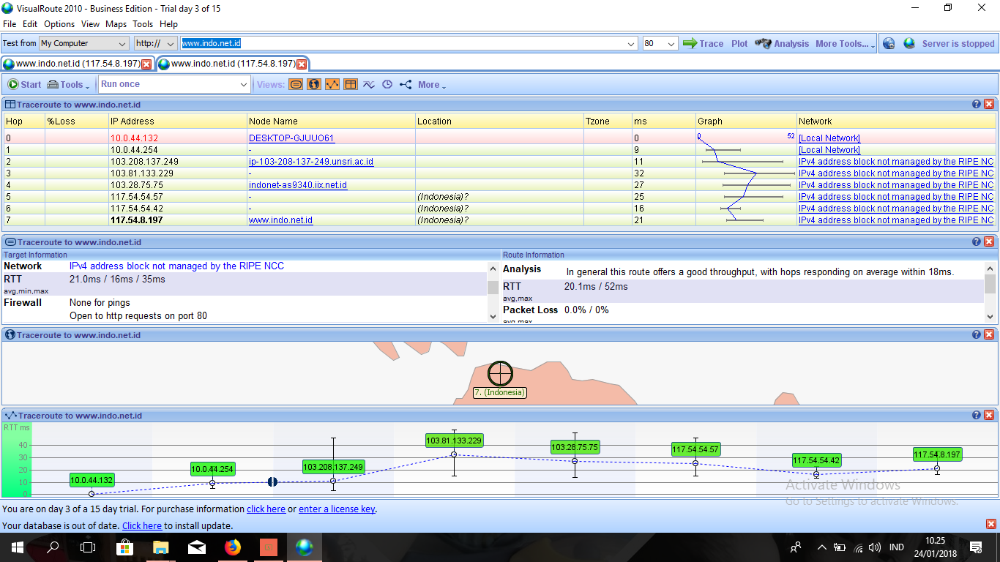 VisualRoute 2010 - Business Edition - Trial day 3 of 15
File Edit Options View Maps Tools Help
Test from My Computer http:// www.indo.net.id 80 Trace Plot Analysis More Tools... Server is stopped
www.indo.net.id (117.54.8.197) www.indo.net.id (117.54.8.197)
Start Tools Run once Views: More
Traceroute to www.indo.net.id
Hop %Loss IP Address Node Name Location Tzone ms Graph Network
0 10.0.44.132 DESKTOP-GJUUO61 0 0 52 [Local Network]
1 10.0.44.254 - 9 [Local Network]
2 103.208.137.249 ip-103-208-137-249.unsri.ac.id 11 IPv4 address block not managed by the RIPE NC
3 103.81.133.229 - 32 IPv4 address block not managed by the RIPE NC
4 103.28.75.75 indonet-as9340.iix.net.id 27 IPv4 address block not managed by the RIPE NC
5 117.54.54.57 - (Indonesia)? 25 IPv4 address block not managed by the RIPE NC
6 117.54.54.42 - (Indonesia)? 16 IPv4 address block not managed by the RIPE NC
7 117.54.8.197 www.indo.net.id (Indonesia)? 21 IPv4 address block not managed by the RIPE NC
Traceroute to www.indo.net.id
Target Information
Network IPv4 address block not managed by the RIPE NCC
RTT 21.0ms / 16ms / 35ms
avg,min,max
Firewall None for pings
Open to http requests on port 80
Route Information
Analysis In general this route offers a good throughput, with hops responding on average within 18ms.
RTT 20.1ms / 52ms
avg,max
Packet Loss 0.0% / 0%
avg,max
Traceroute to www.indo.net.id
7. (Indonesia)
Traceroute to www.indo.net.id
RTT ms
40
30
20
10
0
10.0.44.132
10.0.44.254
103.208.137.249
103.81.133.229
103.28.75.75
117.54.54.57
117.54.54.42
117.54.8.197
Activate Windows
Go to Settings to activate Windows.
You are on day 3 of a 15 day trial. For purchase information click here or enter a license key.
Your database is out of date. Click here to install update.
IND
10.25
24/01/2018